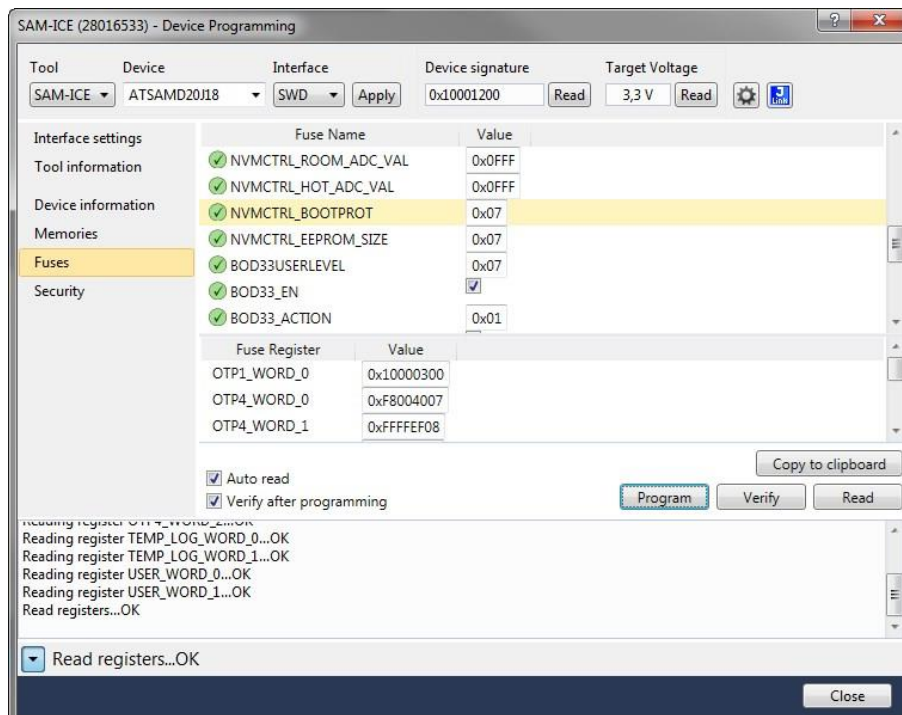 SAM-ICE (28016533) - Device Programming
Tool Device Interface Device signature Target Voltage
SAM-ICE ATSAMD20J18 SWD Apply 0x10001200 Read 3,3 V Read
Interface settings
Tool information
Device information
Memories
Fuses
Security
Fuse Name Value
NVMCTRL_ROOM_ADC_VAL 0x0FFF
NVMCTRL_HOT_ADC_VAL 0x0FFF
NVMCTRL_BOOTPROT 0x07
NVMCTRL_EEPROM_SIZE 0x07
BOD33USERLEVEL 0x07
BOD33_EN
BOD33_ACTION 0x01
Fuse Register Value
OTP1_WORD_0 0x10000300
OTP4_WORD_0 0xF8004007
OTP4_WORD_1 0xFFFFEF08
Copy to clipboard
Auto read
Verify after programming
Program Verify Read
Reading register OTP4_WORD_2...OK
Reading register TEMP_LOG_WORD_0...OK
Reading register TEMP_LOG_WORD_1...OK
Reading register USER_WORD_0...OK
Reading register USER_WORD_1...OK
Read registers...OK
Read registers...OK
Close